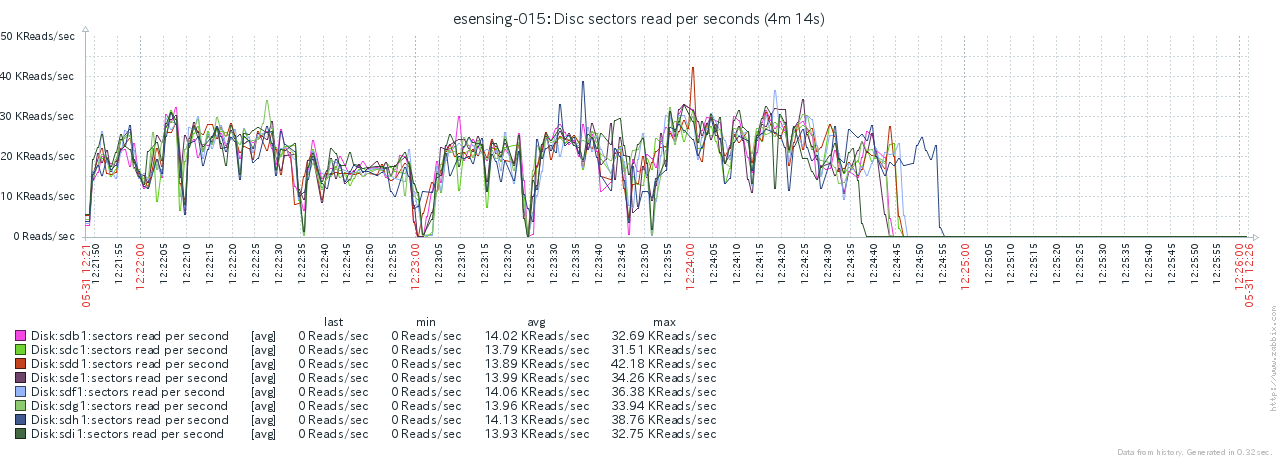 esensing-015: Disc sectors read per seconds (4m 14s)
50 KReads/sec
40 KReads/sec
30 KReads/sec
20 KReads/sec
10 KReads/sec
0 Reads/sec
05-31 12:21
12:21:50
12:21:55
12:22:00
12:22:05
12:22:10
12:22:15
12:22:20
12:22:25
12:22:30
12:22:35
12:22:40
12:22:45
12:22:50
12:22:55
12:23:00
12:23:05
12:23:10
12:23:15
12:23:20
12:23:25
12:23:30
12:23:35
12:23:40
12:23:45
12:23:50
12:23:55
12:24:00
12:24:05
12:24:10
12:24:15
12:24:20
12:24:25
12:24:30
12:24:35
12:24:40
12:24:45
12:24:50
12:24:55
12:25:00
12:25:05
12:25:10
12:25:15
12:25:20
12:25:25
12:25:30
12:25:35
12:25:40
12:25:45
12:25:50
12:25:55
12:26:00
05-31 12:26
last min avg max
Disk:sdb1:sectors read per second [avg] 0 Reads/sec 0 Reads/sec 14.02 KReads/sec 32.69 KReads/sec
Disk:sdc1:sectors read per second [avg] 0 Reads/sec 0 Reads/sec 13.79 KReads/sec 31.51 KReads/sec
Disk:sdd1:sectors read per second [avg] 0 Reads/sec 0 Reads/sec 13.89 KReads/sec 42.18 KReads/sec
Disk:sde1:sectors read per second [avg] 0 Reads/sec 0 Reads/sec 13.99 KReads/sec 34.26 KReads/sec
Disk:sdf1:sectors read per second [avg] 0 Reads/sec 0 Reads/sec 14.06 KReads/sec 36.38 KReads/sec
Disk:sdg1:sectors read per second [avg] 0 Reads/sec 0 Reads/sec 13.96 KReads/sec 33.94 KReads/sec
Disk:sdh1:sectors read per second [avg] 0 Reads/sec 0 Reads/sec 14.13 KReads/sec 38.76 KReads/sec
Disk:sdi1:sectors read per second [avg] 0 Reads/sec 0 Reads/sec 13.93 KReads/sec 32.75 KReads/sec
http://www.zabbix.com
Data from history. Generated in 0.32 sec.